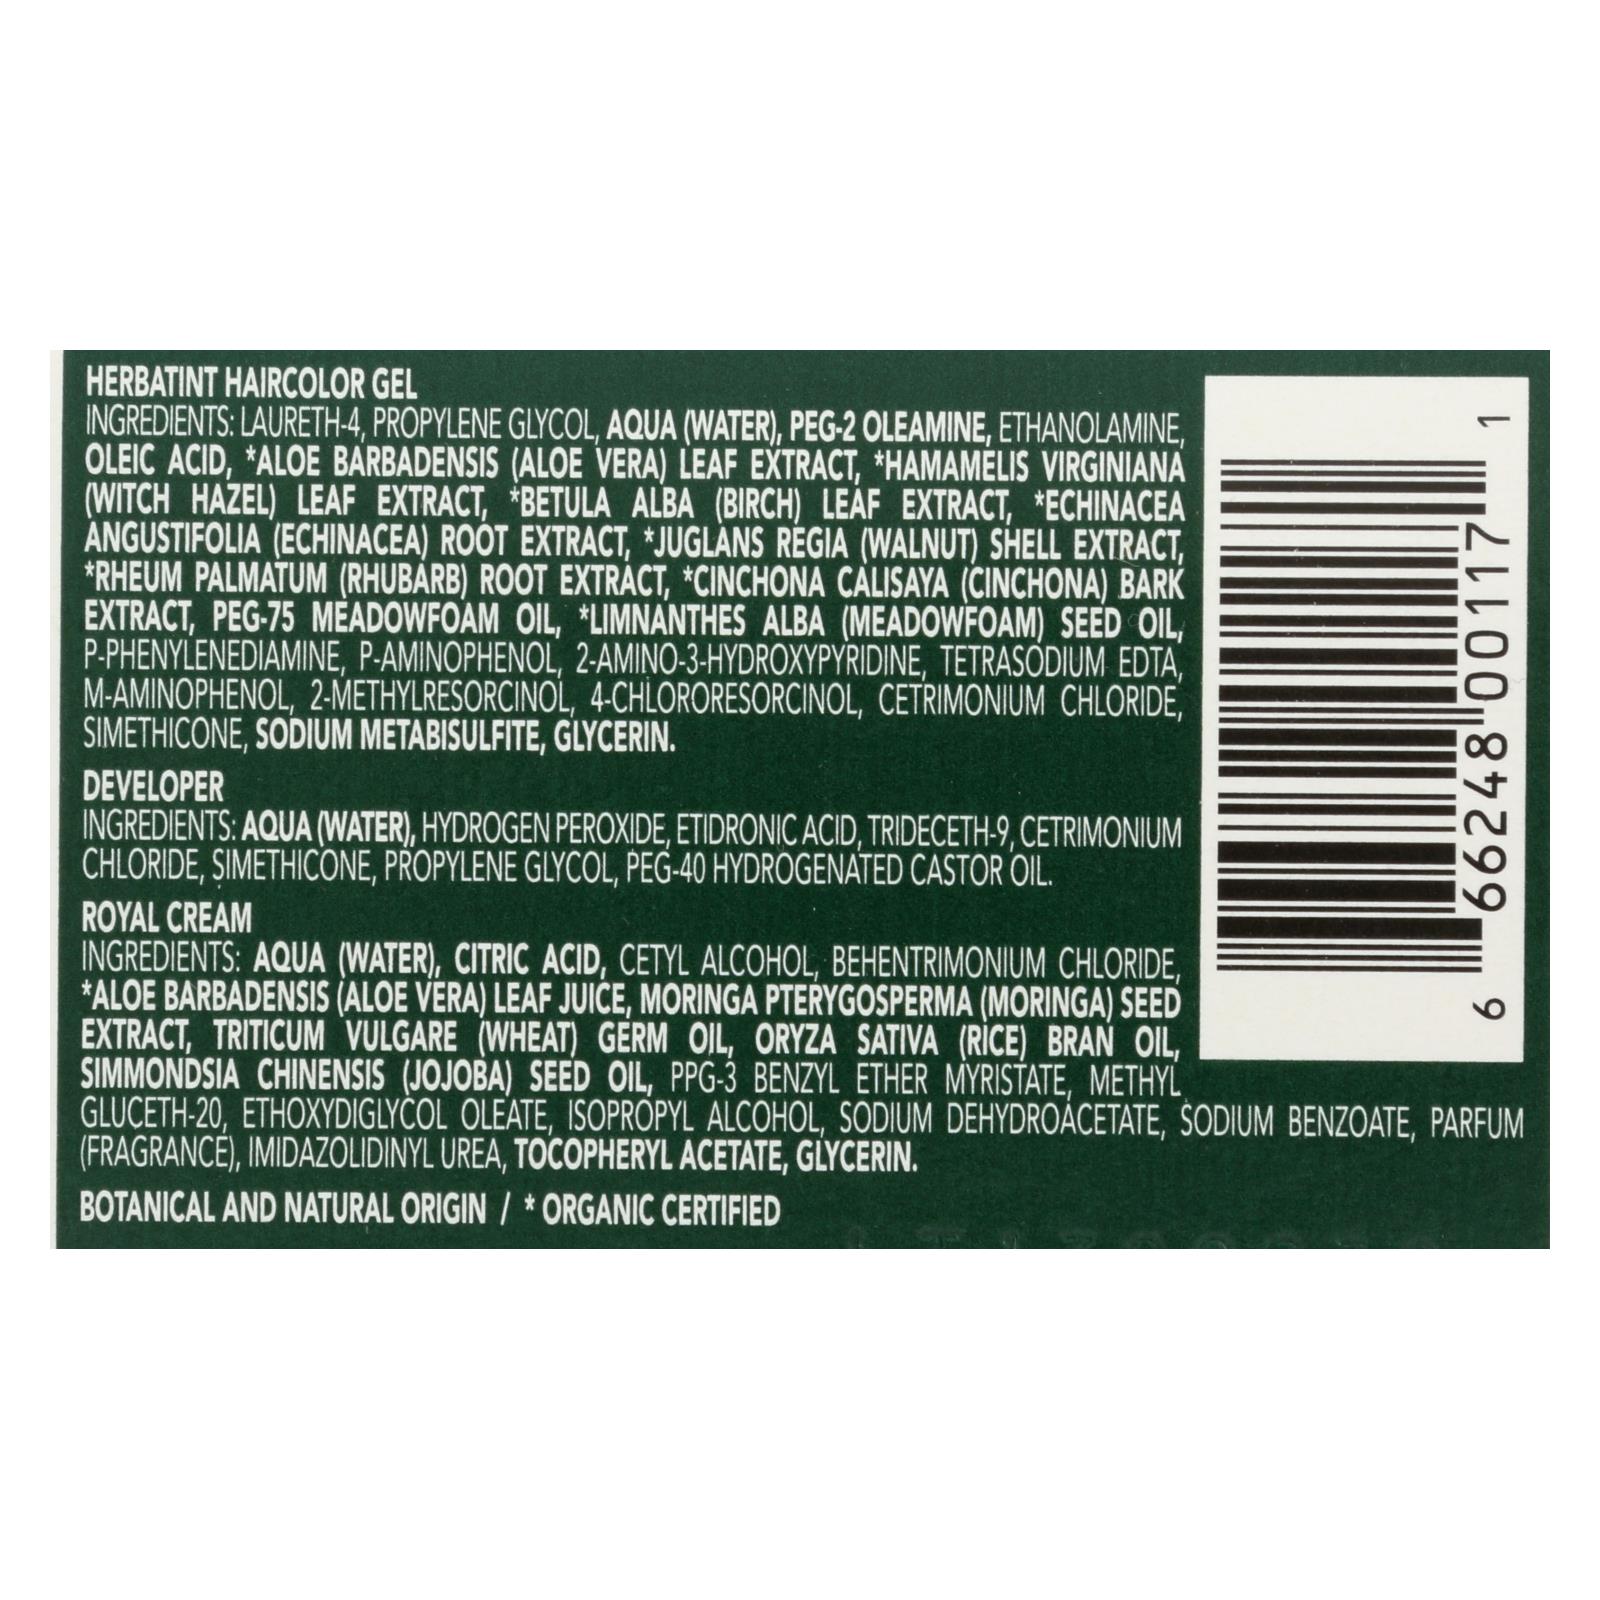 HERBATINT HAIRCOLOR GEL
INGREDIENTS: LAURETH-4, PROPYLENE GLYCOL, AQUA (WATER), PEG-2 OLEAMINE, ETHANOLAMINE,
OLEIC ACID, *ALOE BARBADENSIS (ALOE VERA) LEAF EXTRACT, *HAMAMELIS VIRGINIANA
(WITCH HAZEL) LEAF EXTRACT, *BETULA ALBA (BIRCH) LEAF EXTRACT, *ECHINACEA
ANGUSTIFOLIA (ECHINACEA) ROOT EXTRACT, *JUGLANS REGIA (WALNUT) SHELL EXTRACT,
*RHEUM PALMATUM (RHUBARB) ROOT EXTRACT, *CINCHONA CALISAYA (CINCHONA) BARK
EXTRACT, PEG-75 MEADOWFOAM OIL, *LIMNANTHES ALBA (MEADOWFOAM) SEED OIL,
P-PHENYLENEDIAMINE, P-AMINOPHENOL, 2-AMINO-3-HYDROXYPYRIDINE, TETRASODIUM EDTA,
M-AMINOPHENOL, 2-METHYLRESORCINOL, 4-CHLORORESORCINOL, CETRIMONIUM CHLORIDE,
SIMETHICONE, SODIUM METABISULFITE, GLYCERIN.
DEVELOPER
INGREDIENTS: AQUA (WATER), HYDROGEN PEROXIDE, ETIDRONIC ACID, TRIDECETH-9, CETRIMONIUM
CHLORIDE, SIMETHICONE, PROPYLENE GLYCOL, PEG-40 HYDROGENATED CASTOR OIL.
ROYAL CREAM
INGREDIENTS: AQUA (WATER), CITRIC ACID, CETYL ALCOHOL, BEHENTRIMONIUM CHLORIDE,
*ALOE BARBADENSIS (ALOE VERA) LEAF JUICE, MORINGA PTERYGOSPERMA (MORINGA) SEED
EXTRACT, TRITICUM VULGARE (WHEAT) GERM OIL, ORYZA SATIVA (RICE) BRAN OIL,
SIMMONDSIA CHINENSIS (JOJOBA) SEED OIL, PPG-3 BENZYL ETHER MYRISTATE, METHYL
GLUCETH-20, ETHOXYDIGLYCOL OLEATE, ISOPROPYL ALCOHOL, SODIUM DEHYDROACETATE, SODIUM BENZOATE, PARFUM
(FRAGRANCE), IMIDAZOLIDINYL UREA, TOCOPHERYL ACETATE, GLYCERIN.
BOTANICAL AND NATURAL ORIGIN / * ORGANIC CERTIFIED
6 66248 00117 1